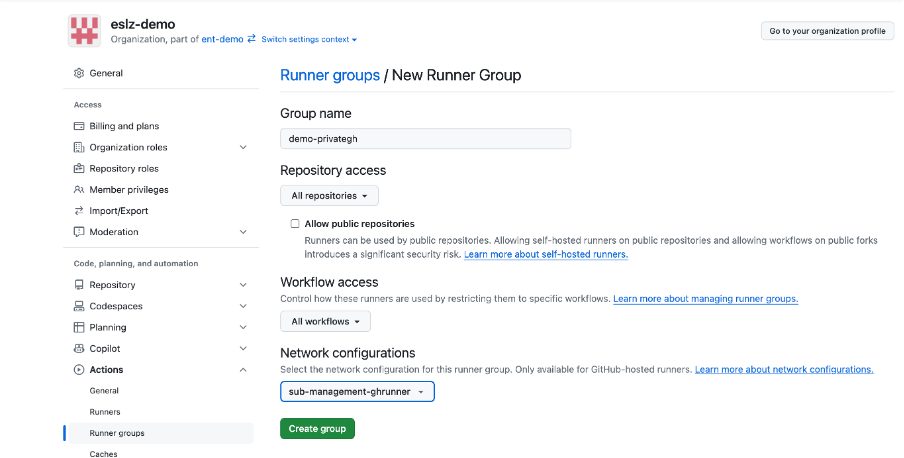 eslz-demo
Organization, part of ent-demo Switch settings context
Go to your organization profile
General
Access
Billing and plans
Organization roles
Repository roles
Member privileges
Import/Export
Moderation
Code, planning, and automation
Repository
Codespaces
Planning
Copilot
Actions
General
Runners
Runner groups
Caches
Runner groups / New Runner Group
Group name
demo-privategh
Repository access
All repositories
Allow public repositories
Runners can be used by public repositories. Allowing self-hosted runners on public repositories and allowing workflows on public forks
introduces a significant security risk. Learn more about self-hosted runners.
Workflow access
Control how these runners are used by restricting them to specific workflows. Learn more about managing runner groups.
All workflows
Network configurations
Select the network configuration for this runner group. Only available for GitHub-hosted runners. Learn more about network configurations.
sub-management-ghrunner
Create group